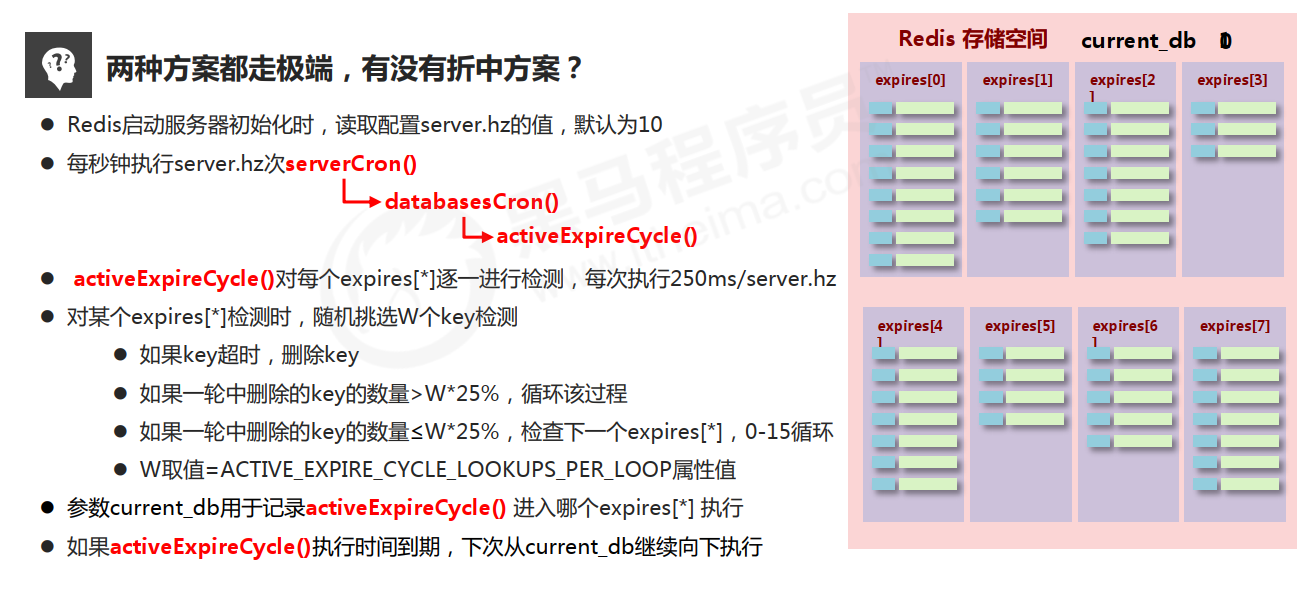 两种方案都走极端，有没有折中方案？
● Redis启动服务器初始化时，读取配置server.hz的值，默认为10
● 每秒钟执行server.hz次serverCron()
databasesCron()
activeExpireCycle()
● activeExpireCycle()对每个expires[*]逐一进行检测，每次执行250ms/server.hz
● 对某个expires[*]检测时，随机挑选W个key检测
● 如果key超时，删除key
● 如果一轮中删除的key的数量>W*25%，循环该过程
● 如果一轮中删除的key的数量≤W*25%，检查下一个expires[*]，0-15循环
● W取值=ACTIVE_EXPIRE_CYCLE_LOOKUPS_PER_LOOP属性值
● 参数current_db用于记录activeExpireCycle() 进入哪个expires[*] 执行
● 如果activeExpireCycle()执行时间到期，下次从current_db继续向下执行
Redis 存储空间 current_db
expires[0] expires[1] expires[2] expires[3]
expires[4] expires[5] expires[6] expires[7]
黑马程序员
www.itheima.com